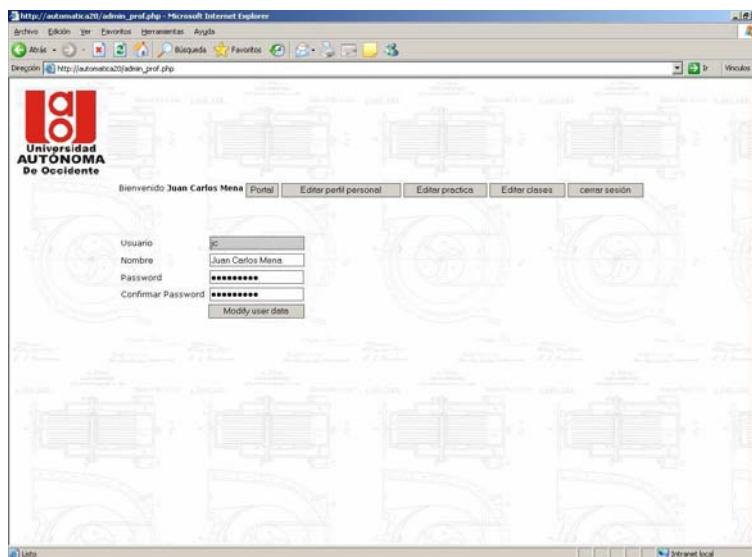 http://automatica20/admin_prof.php - Microsoft Internet Explorer
Archivo Edición Ver Favoritos Herramientas Ayuda
Atrás Búsqueda Favoritos
Dirección http://automatica20/admin_prof.php Ir Vínculos
Universidad
AUTÓNOMA
De Occidente
Bienvenido Juan Carlos Mena Portal Editar perfil personal Editar practica Editar clases cerrar sesión
Usuario jc
Nombre Juan Carlos Mena
Password •••••••••
Confirmar Password •••••••••
Modify user data
Listo Intranet local